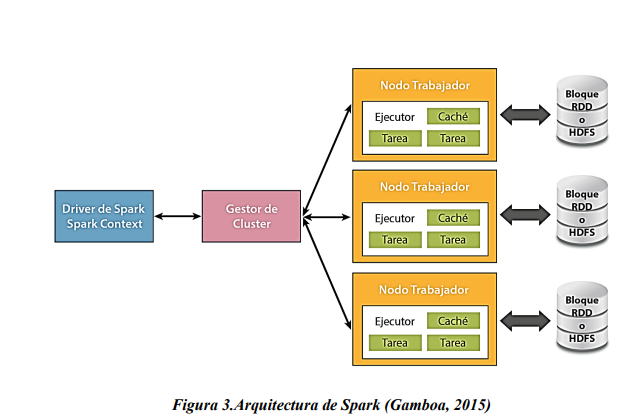 Nodo Trabajador
Ejecutor
Caché
Tarea
Tarea
Bloque
RDD
o
HDFS
Driver de Spark
Spark Context
Gestor de
Cluster
Nodo Trabajador
Ejecutor
Caché
Tarea
Tarea
Bloque
RDD
o
HDFS
Nodo Trabajador
Ejecutor
Caché
Tarea
Tarea
Bloque
RDD
o
HDFS
Figura 3.Arquitectura de Spark (Gamboa, 2015)